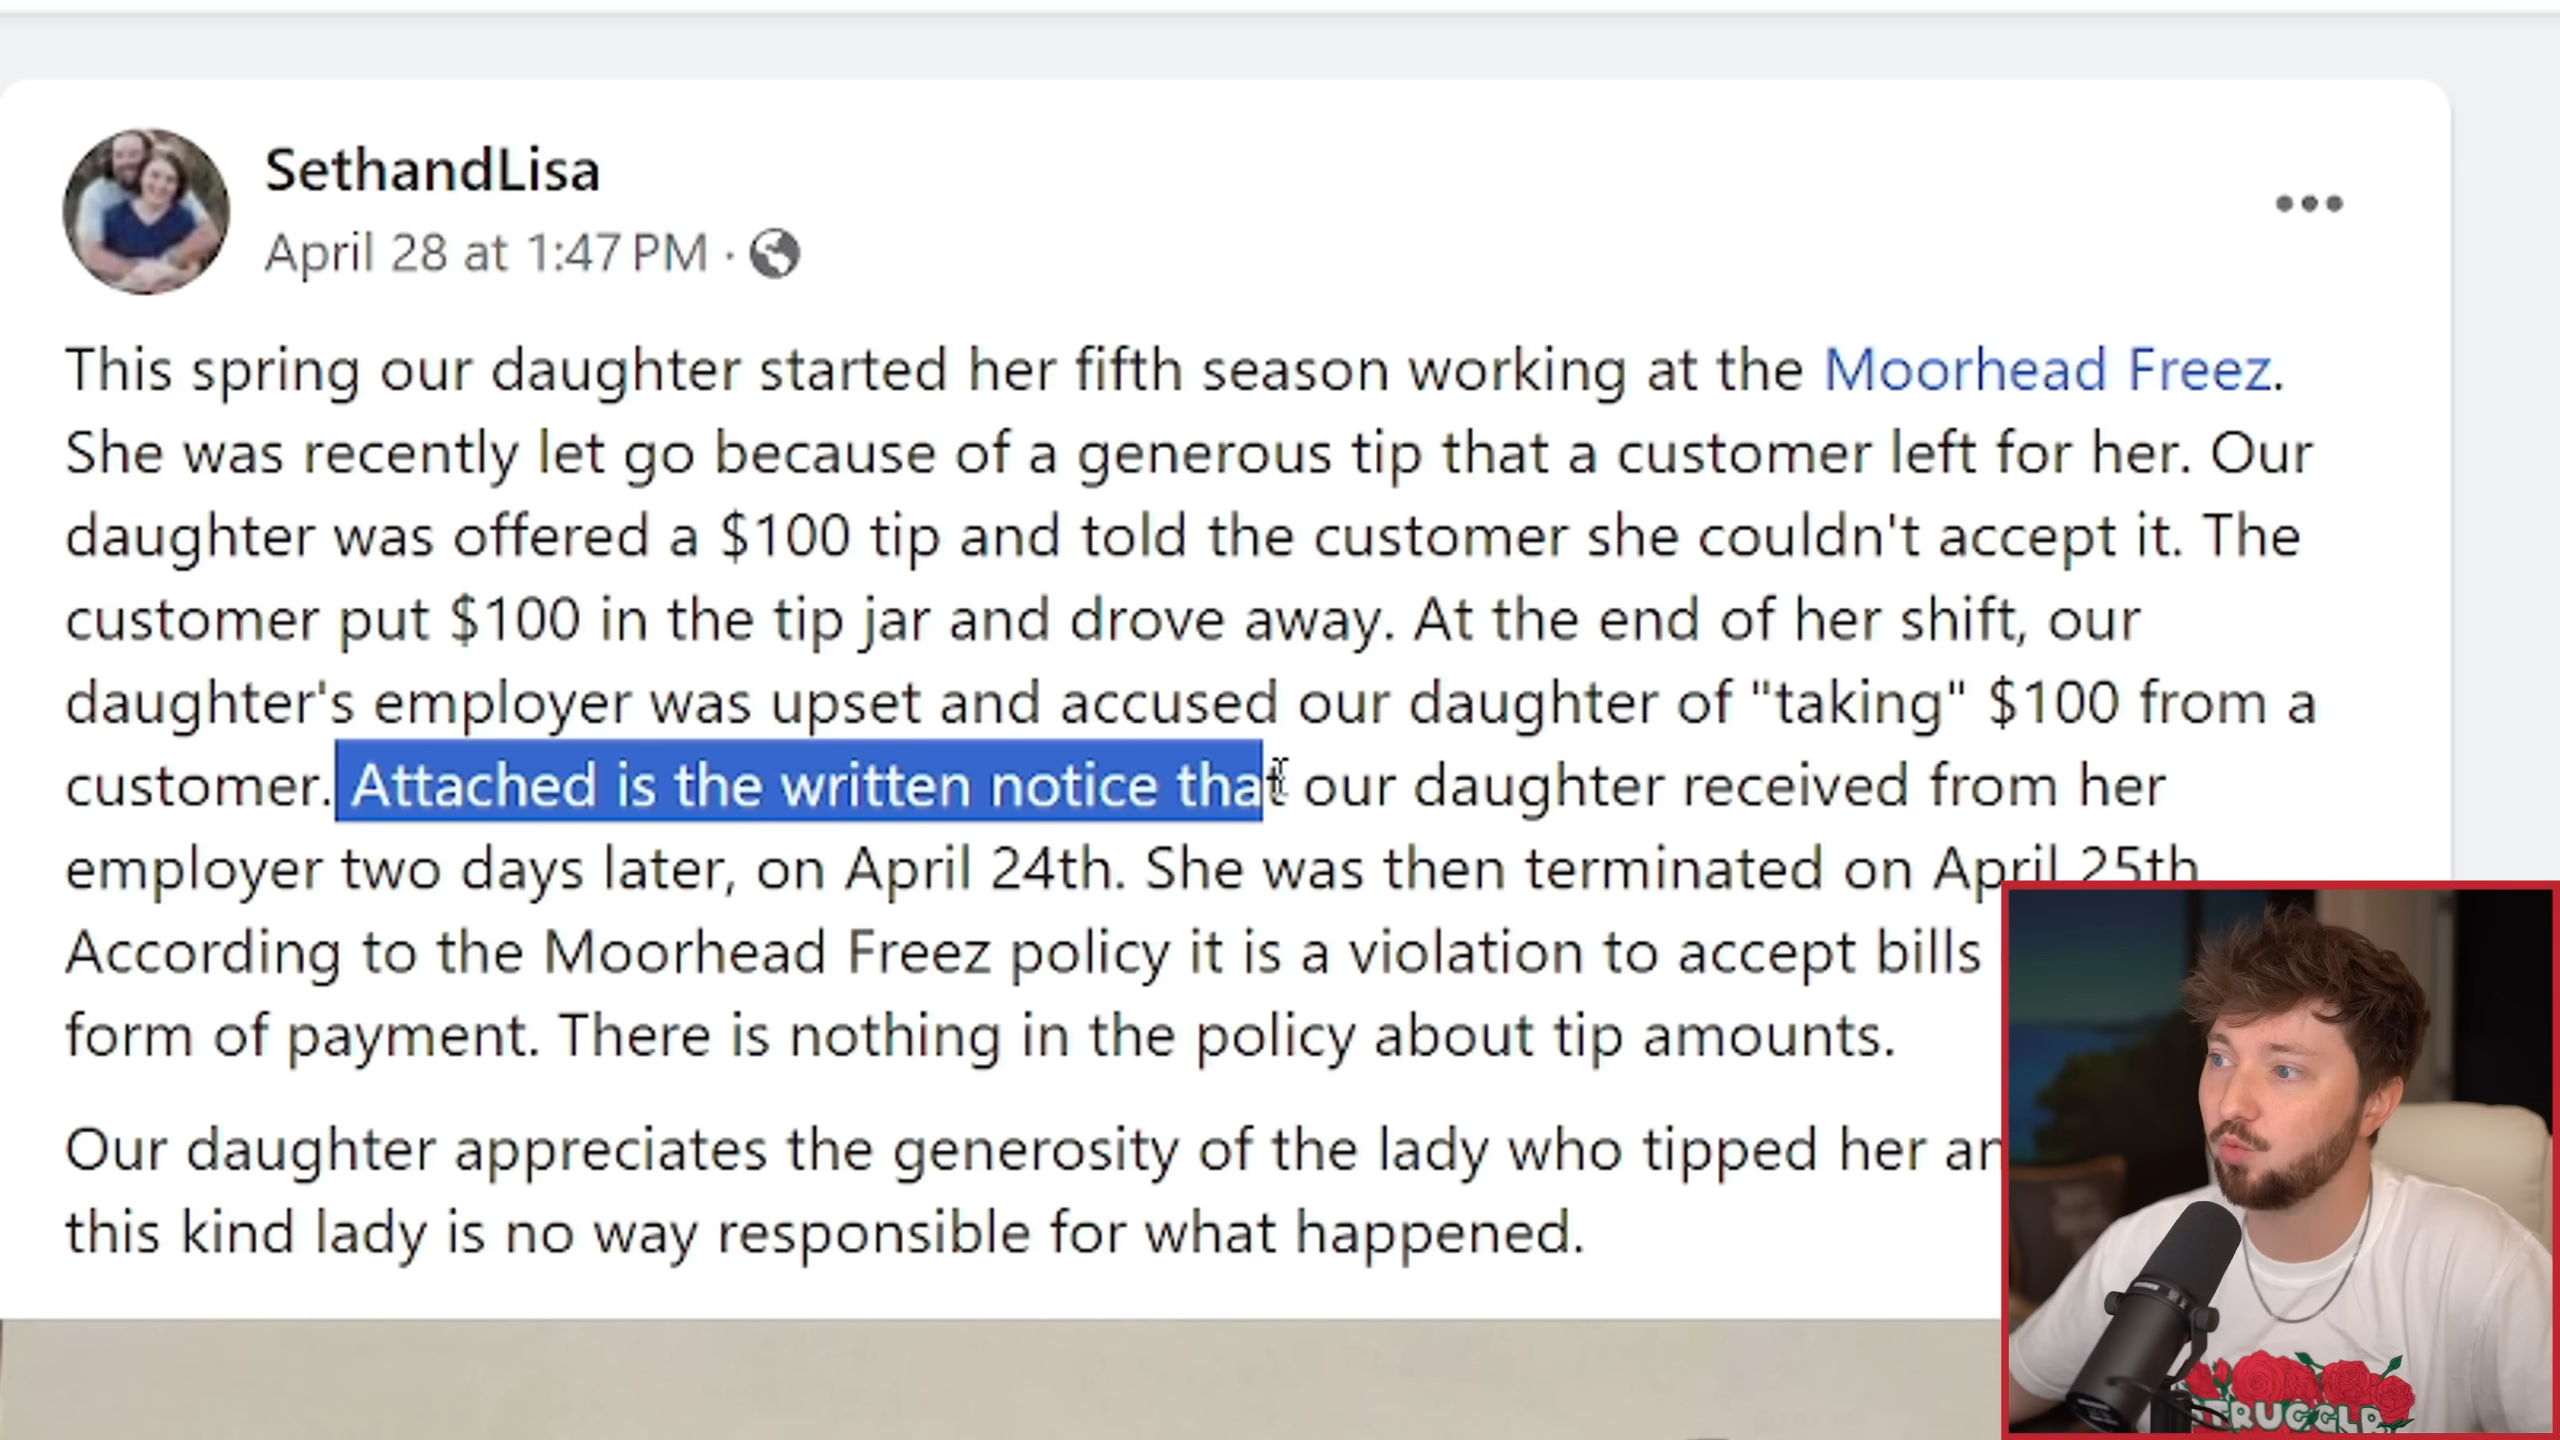 SethandLisa
April 28 at 1:47 PM ·
This spring our daughter started her fifth season working at the Moorhead Freez.
She was recently let go because of a generous tip that a customer left for her. Our
daughter was offered a $100 tip and told the customer she couldn't accept it. The
customer put $100 in the tip jar and drove away. At the end of her shift, our
daughter's employer was upset and accused our daughter of "taking" $100 from a
customer. Attached is the written notice that our daughter received from her
employer two days later, on April 24th. She was then terminated on April 25th
According to the Moorhead Freez policy it is a violation to accept bills
form of payment. There is nothing in the policy about tip amounts.
Our daughter appreciates the generosity of the lady who tipped her an
this kind lady is no way responsible for what happened.